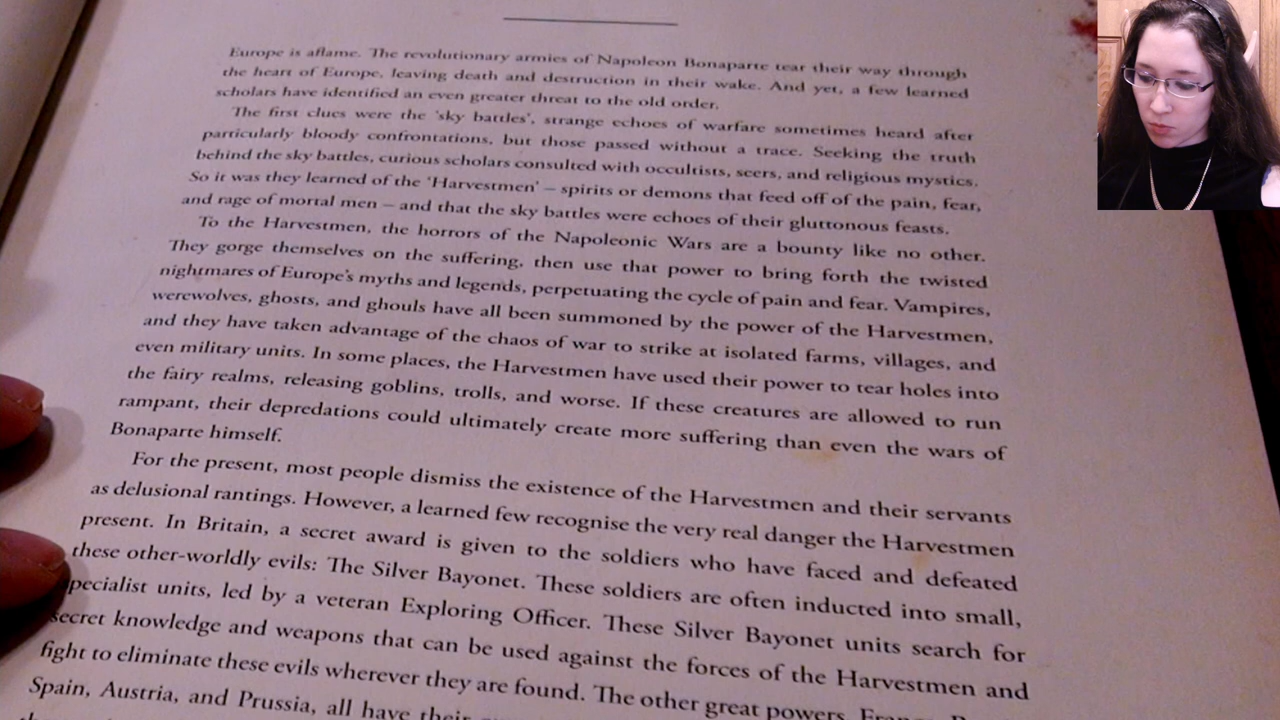 Europe is aflame. The revolutionary armies of Napoleon Bonaparte tear their way through
the heart of Europe, leaving death and destruction in their wake. And yet, a few learned
scholars have identified an even greater threat to the old order.
The first clues were the 'sky battles', strange echoes of warfare sometimes heard after
particularly bloody confrontations, but those passed without a trace. Seeking the truth
behind the sky battles, curious scholars consulted with occultists, seers, and religious mystics.
So it was they learned of the 'Harvestmen' – spirits or demons that feed off of the pain, fear,
and rage of mortal men – and that the sky battles were echoes of their gluttonous feasts.
To the Harvestmen, the horrors of the Napoleonic Wars are a bounty like no other.
They gorge themselves on the suffering, then use that power to bring forth the twisted
nightmares of Europe's myths and legends, perpetuating the cycle of pain and fear. Vampires,
werewolves, ghosts, and ghouls have all been summoned by the power of the Harvestmen,
and they have taken advantage of the chaos of war to strike at isolated farms, villages, and
even military units. In some places, the Harvestmen have used their power to tear holes into
the fairy realms, releasing goblins, trolls, and worse. If these creatures are allowed to run
rampant, their depredations could ultimately create more suffering than even the wars of
Bonaparte himself.
For the present, most people dismiss the existence of the Harvestmen and their servants
as delusional rantings. However, a learned few recognise the very real danger the Harvestmen
present. In Britain, a secret award is given to the soldiers who have faced and defeated
these other-worldly evils: The Silver Bayonet. These soldiers are often inducted into small,
specialist units, led by a veteran Exploring Officer. These Silver Bayonet units search for
secret knowledge and weapons that can be used against the forces of the Harvestmen and
fight to eliminate these evils wherever they are found. The other great powers,
Spain, Austria, and Prussia, all have their